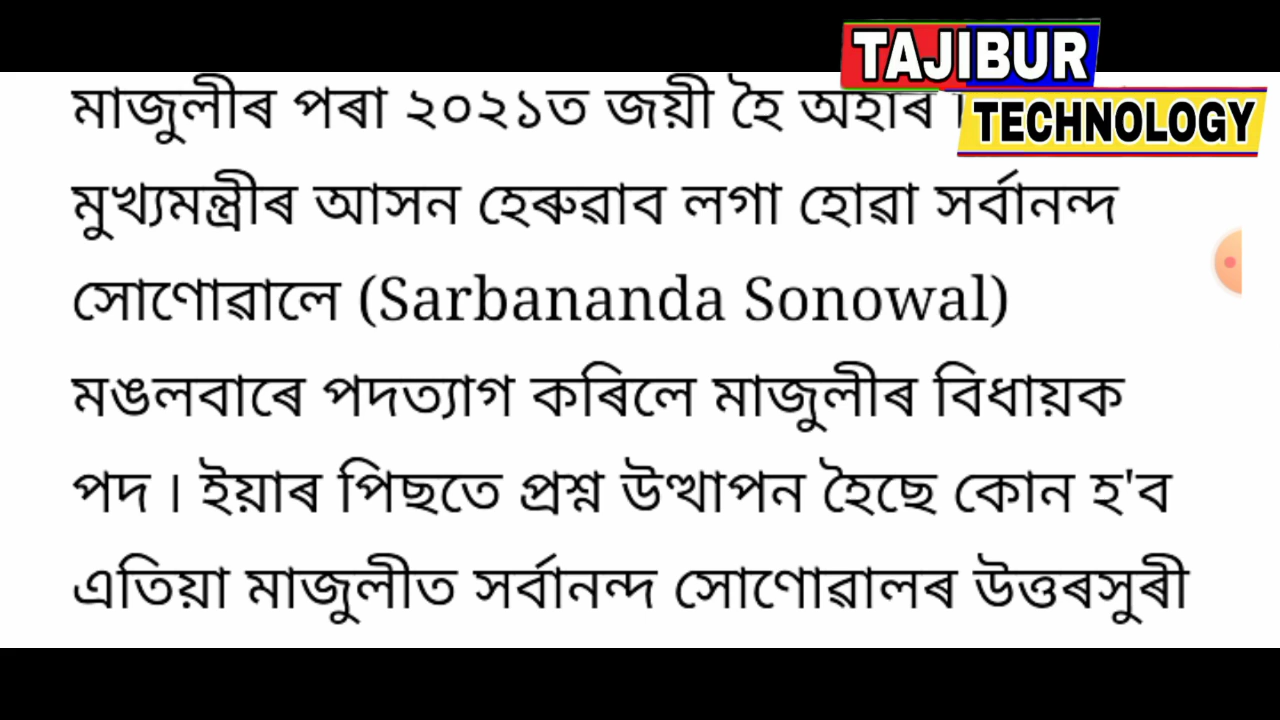 TAJIBUR
TECHNOLOGY
মাজুলীৰ পৰা ২০২১ত জয়ী হৈ অহাৰ
মুখ্যমন্ত্ৰীৰ আসন হেৰুৱাব লগা হোৱা সৰ্বানন্দ
সোণোৱালে (Sarbananda Sonowal)
মঙলবাৰে পদত্যাগ কৰিলে মাজুলীৰ বিধায়ক
পদ । ইয়াৰ পিছতে প্ৰশ্ন উত্থাপন হৈছে কোন হ'ব
এতিয়া মাজুলীত সৰ্বানন্দ সোণোৱালৰ উত্তৰসুৰী